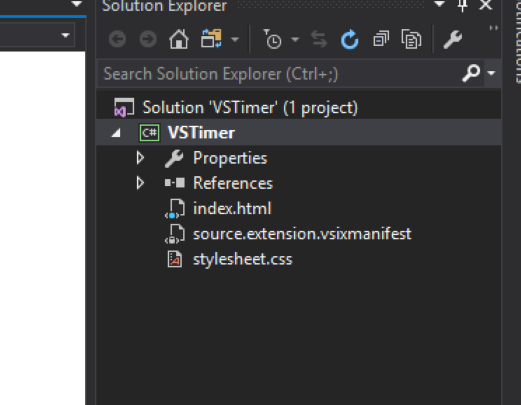 Solution Explorer
Search Solution Explorer (Ctrl+;)
Solution 'VSTimer' (1 project)
C# VSTimer
Properties
References
index.html
source.extension.vsixmanifest
stylesheet.css